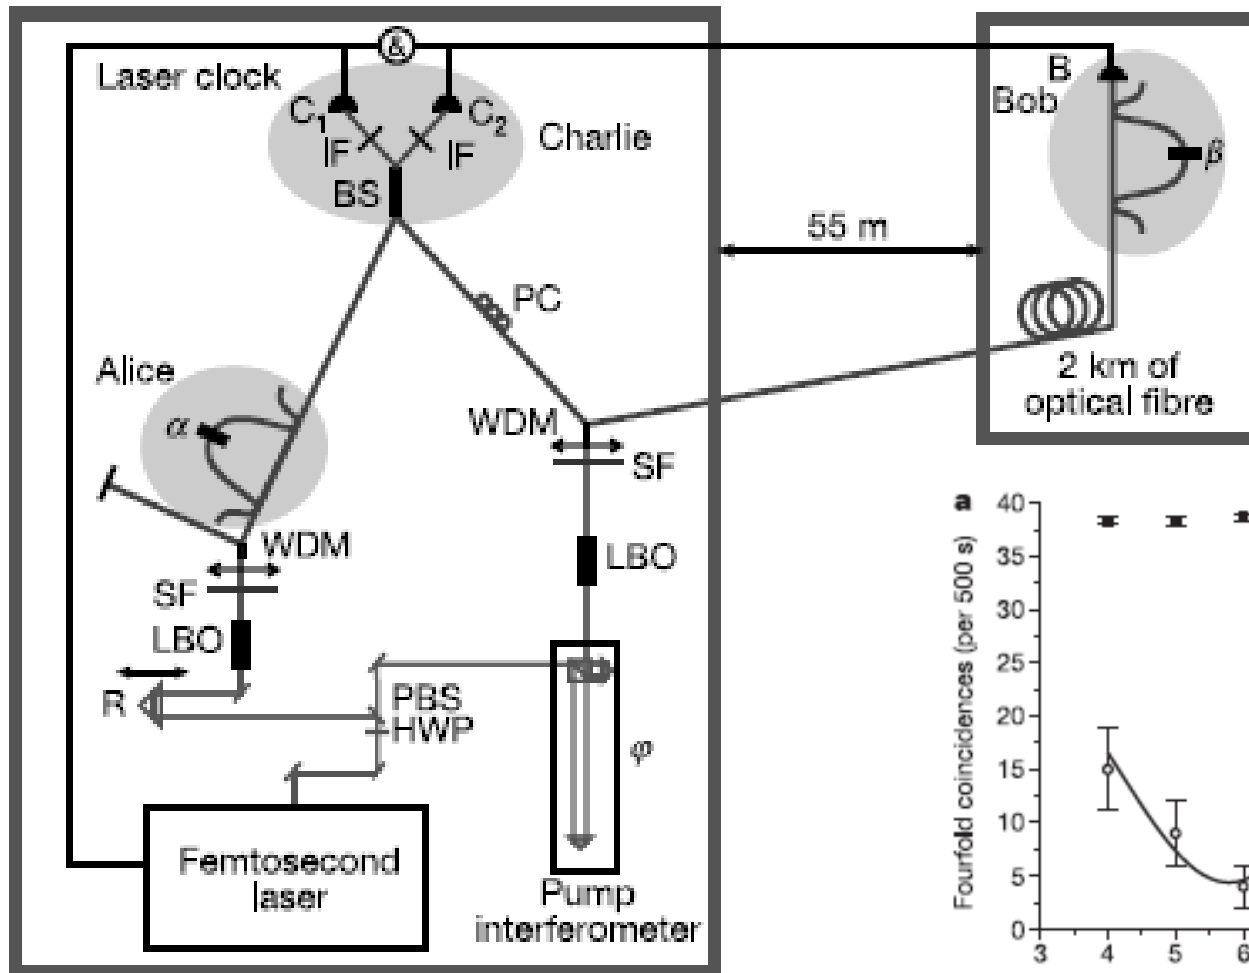 &
Laser clock
C1
C2
IF
IF
Charlie
BS
B
Bob
β
55 m
PC
2 km of
optical fibre
Alice
α
WDM
SF
LBO
WDM
SF
LBO
R
PBS
HWP
φ
Femtosecond
laser
Pump
interferometer
a
Fourfold coincidences (per 500 s)
40
35
30
25
20
15
10
5
0
3 4 5 6